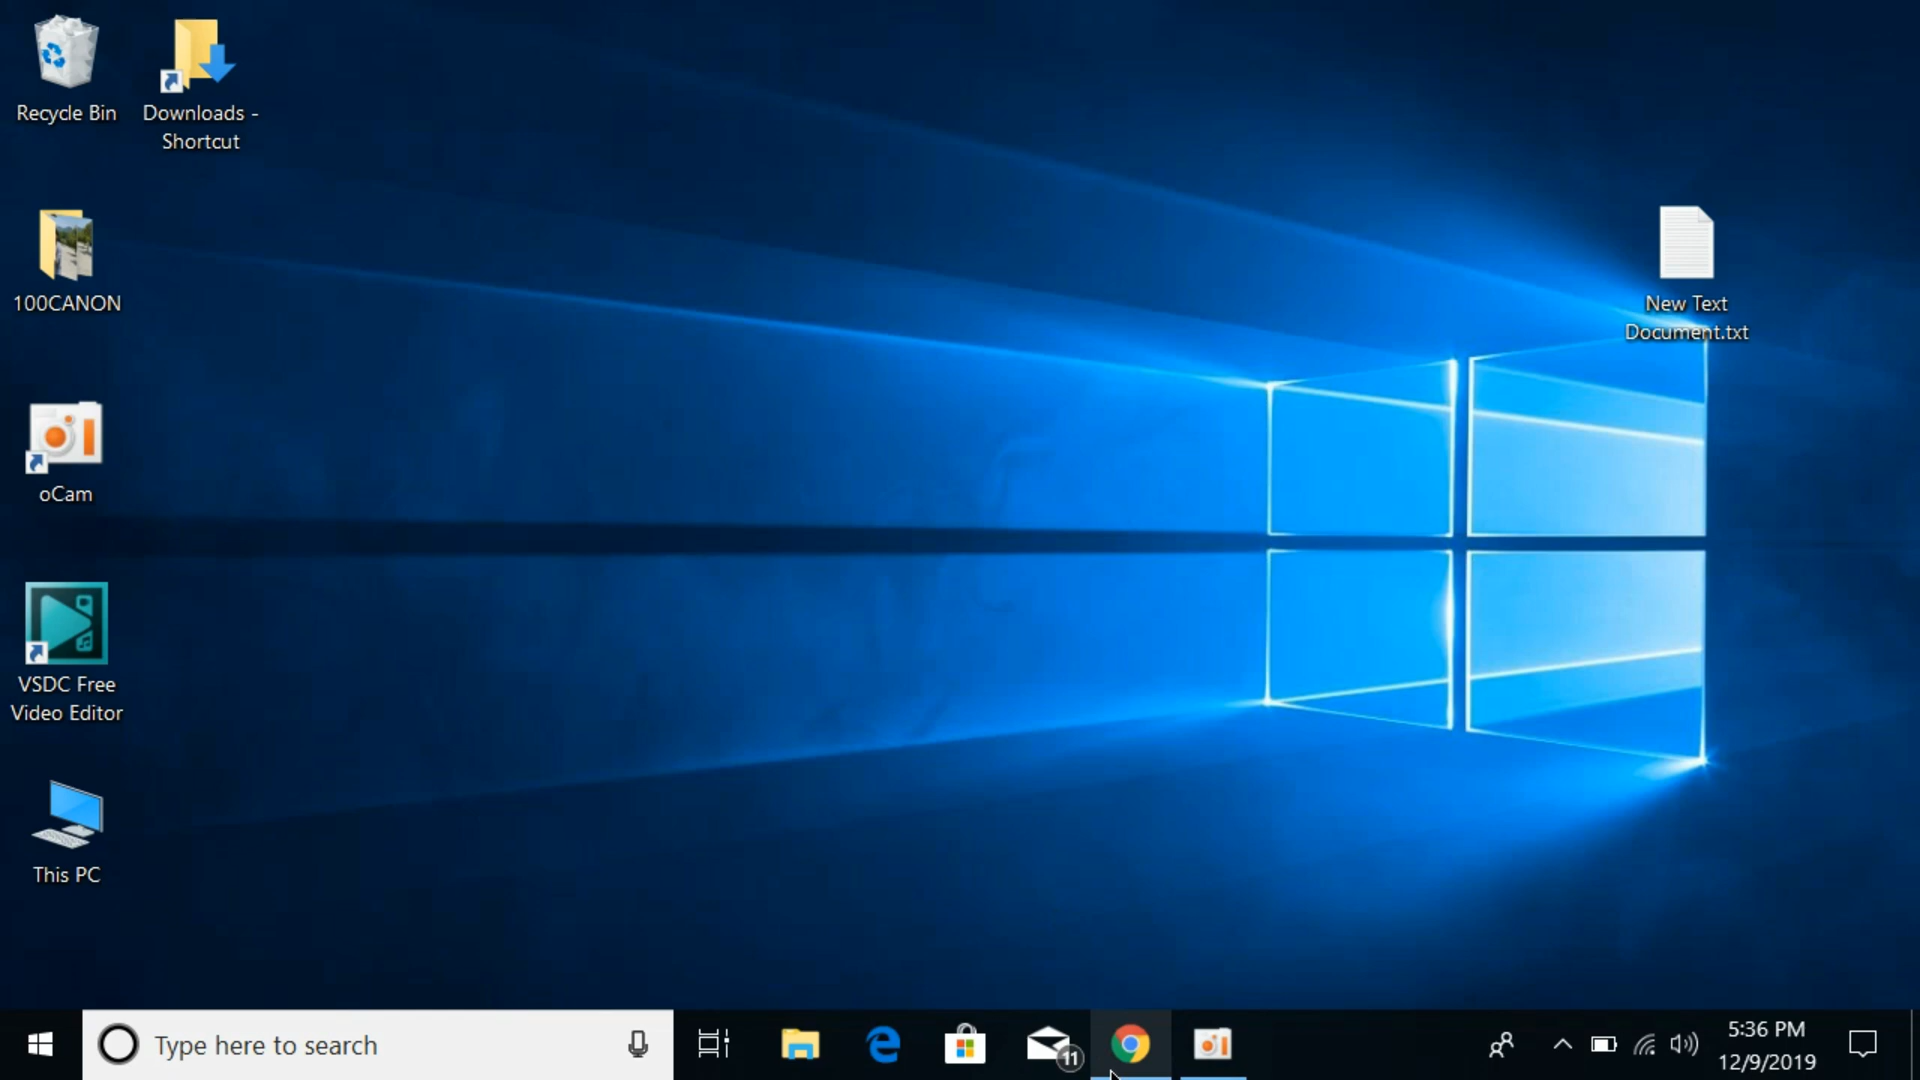 Recycle Bin
Downloads -
Shortcut
100CANON
New Text
Document.txt
oCam
VSDC Free
Video Editor
This PC
Type here to search
11
5:36 PM
12/9/2019